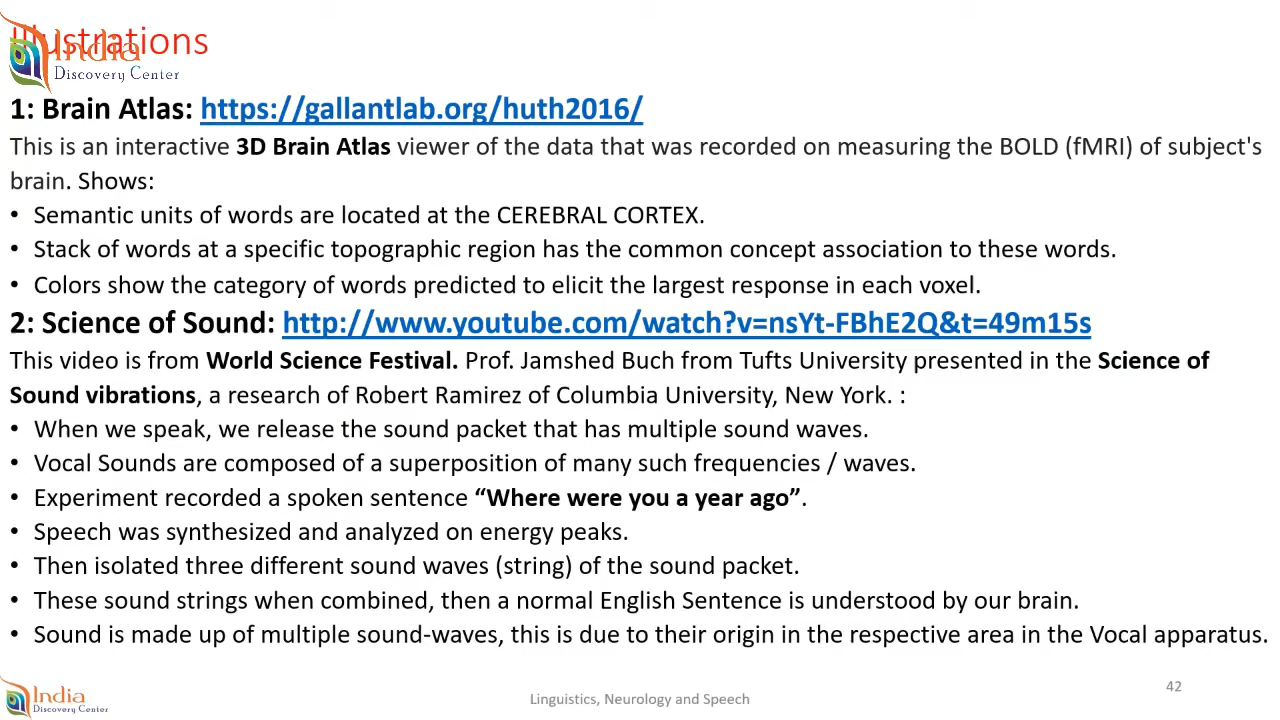 Illustrations
India
Discovery Center
1: Brain Atlas: https://gallantlab.org/huth2016/
This is an interactive 3D Brain Atlas viewer of the data that was recorded on measuring the BOLD (fMRI) of subject's
brain. Shows:
• Semantic units of words are located at the CEREBRAL CORTEX.
• Stack of words at a specific topographic region has the common concept association to these words.
• Colors show the category of words predicted to elicit the largest response in each voxel.
2: Science of Sound: http://www.youtube.com/watch?v=nsYt-FBhE2Q&t=49m15s
This video is from World Science Festival. Prof. Jamshed Buch from Tufts University presented in the Science of
Sound vibrations, a research of Robert Ramirez of Columbia University, New York. :
• When we speak, we release the sound packet that has multiple sound waves.
• Vocal Sounds are composed of a superposition of many such frequencies / waves.
• Experiment recorded a spoken sentence “Where were you a year ago”.
• Speech was synthesized and analyzed on energy peaks.
• Then isolated three different sound waves (string) of the sound packet.
• These sound strings when combined, then a normal English Sentence is understood by our brain.
• Sound is made up of multiple sound-waves, this is due to their origin in the respective area in the Vocal apparatus.
India
Discovery Center
Linguistics, Neurology and Speech
42